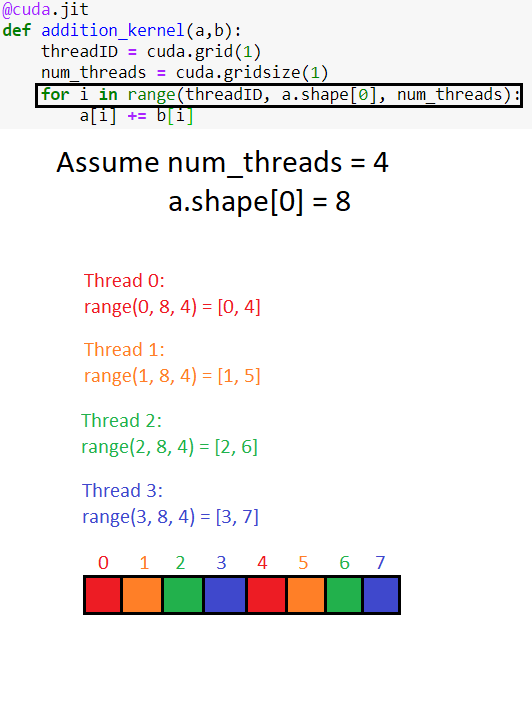 @cuda.jit
def addition_kernel(a,b):
    threadID = cuda.grid(1)
    num_threads = cuda.gridsize(1)
    for i in range(threadID, a.shape[0], num_threads):
        a[i] += b[i]
Assume num_threads = 4
a.shape[0] = 8
Thread 0:
range(0, 8, 4) = [0, 4]
Thread 1:
range(1, 8, 4) = [1, 5]
Thread 2:
range(2, 8, 4) = [2, 6]
Thread 3:
range(3, 8, 4) = [3, 7]
0 1 2 3 4 5 6 7